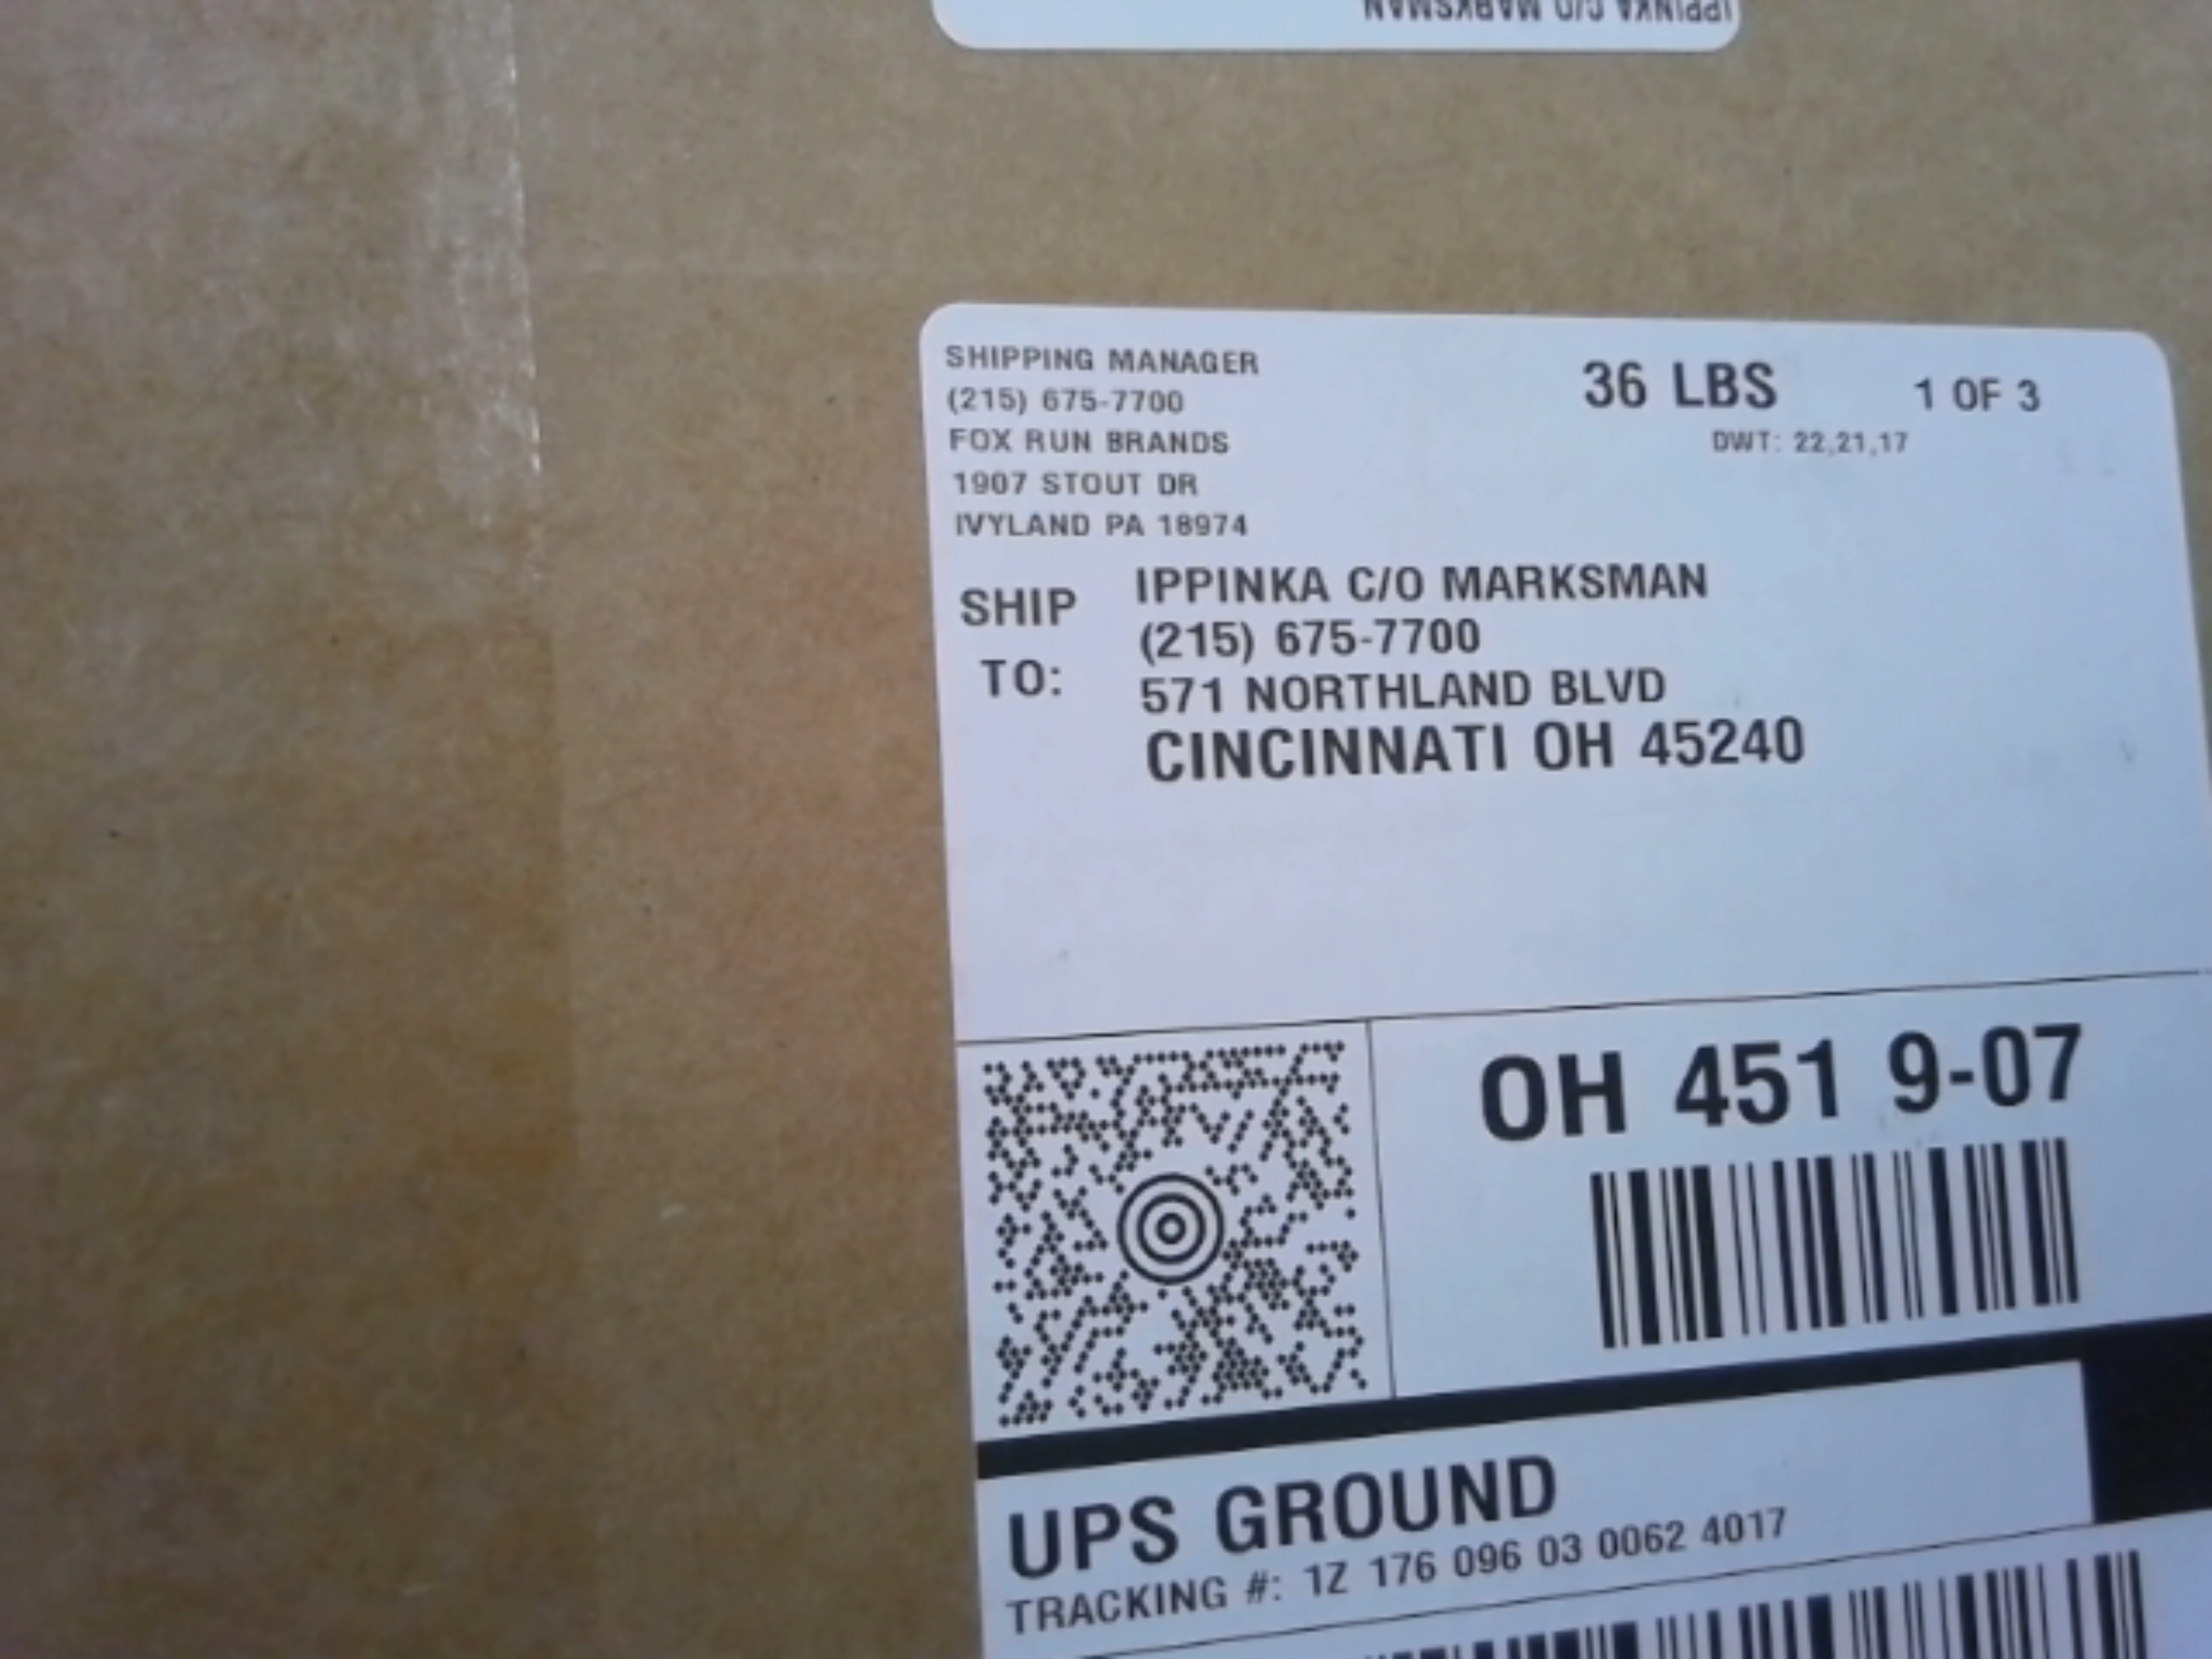 IPPINKA C/O MARKSMAN
SHIPPING MANAGER
(215) 675-7700
FOX RUN BRANDS
1907 STOUT DR
IVYLAND PA 18974
36 LBS 1 OF 3
DWT: 22,21,17
SHIP TO:
IPPINKA C/O MARKSMAN
(215) 675-7700
571 NORTHLAND BLVD
CINCINNATI OH 45240
OH 451 9-07
UPS GROUND
TRACKING #: 1Z 176 096 03 0062 4017